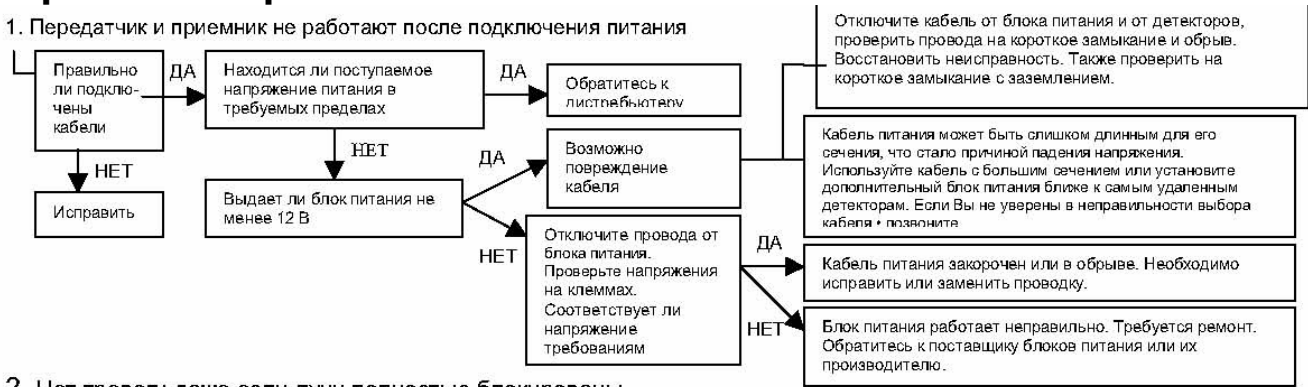 1. Передатчик и приемник не работают после подключения питания
Правильно
ли подклю-
чены
кабели
ДА
Находится ли поступаемое
напряжение питания в
требуемых пределах
ДА
Обратитесь к
дистребьютеру
НЕТ
Исправить
НЕТ
Выдает ли блок питания не
менее 12 В
ДА
Возможно
повреждение
кабеля
Отключите кабель от блока питания и от детекторов,
проверить провода на короткое замыкание и обрыв.
Восстановить неисправность. Также проверить на
короткое замыкание с заземлением.
Кабель питания может быть слишком длинным для его
сечения, что стало причиной падения напряжения.
Используйте кабель с большим сечением или установите
дополнительный блок питания ближе к самым удаленным
детекторам. Если Вы не уверены в неправильности выбора
кабеля • позвоните
НЕТ
Отключите провода от
блока питания.
Проверьте напряжения
на клеммах.
Соответствует ли
напряжение
требованиям
ДА
Кабель питания закорочен или в обрыве. Необходимо
исправить или заменить проводку.
НЕТ
Блок питания работает неправильно. Требуется ремонт.
Обратитесь к поставщику блоков питания или их
производителю.